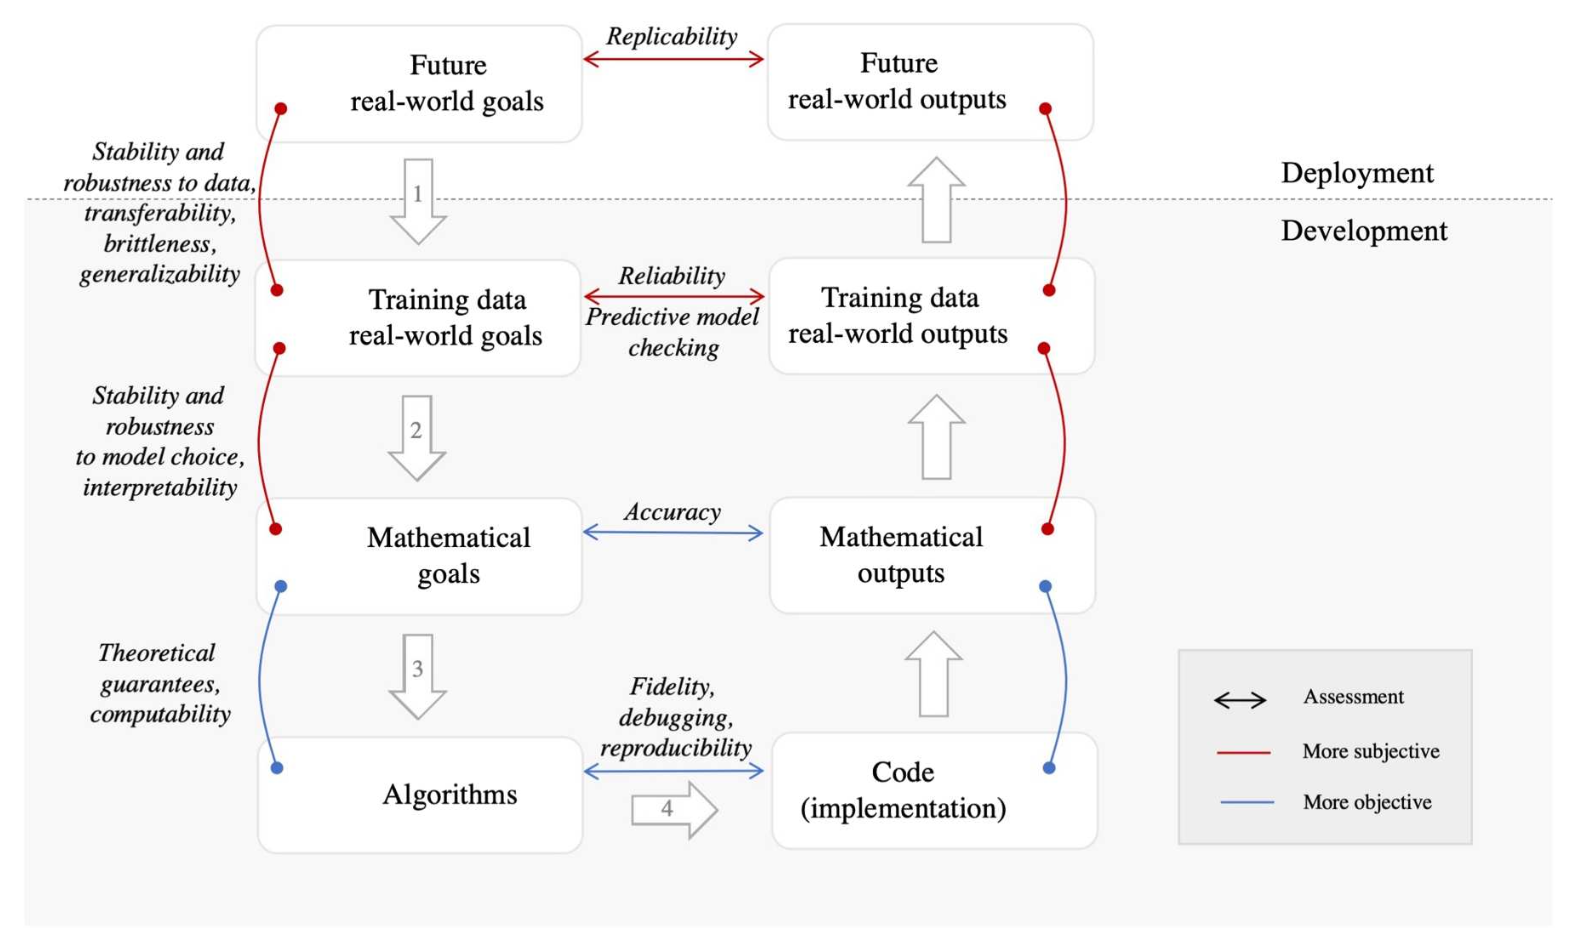 Replicability
Future
real-world goals
Future
real-world outputs
Stability and
robustness to data,
transferability,
brittleness,
generalizability
1
Deployment
Development
Training data
real-world goals
Reliability
Predictive model
checking
Training data
real-world outputs
Stability and
robustness
to model choice,
interpretability
2
Mathematical
goals
Accuracy
Mathematical
outputs
Theoretical
guarantees,
computability
3
Fidelity,
debugging,
reproducibility
4
Algorithms
Code
(implementation)
Assessment
More subjective
More objective